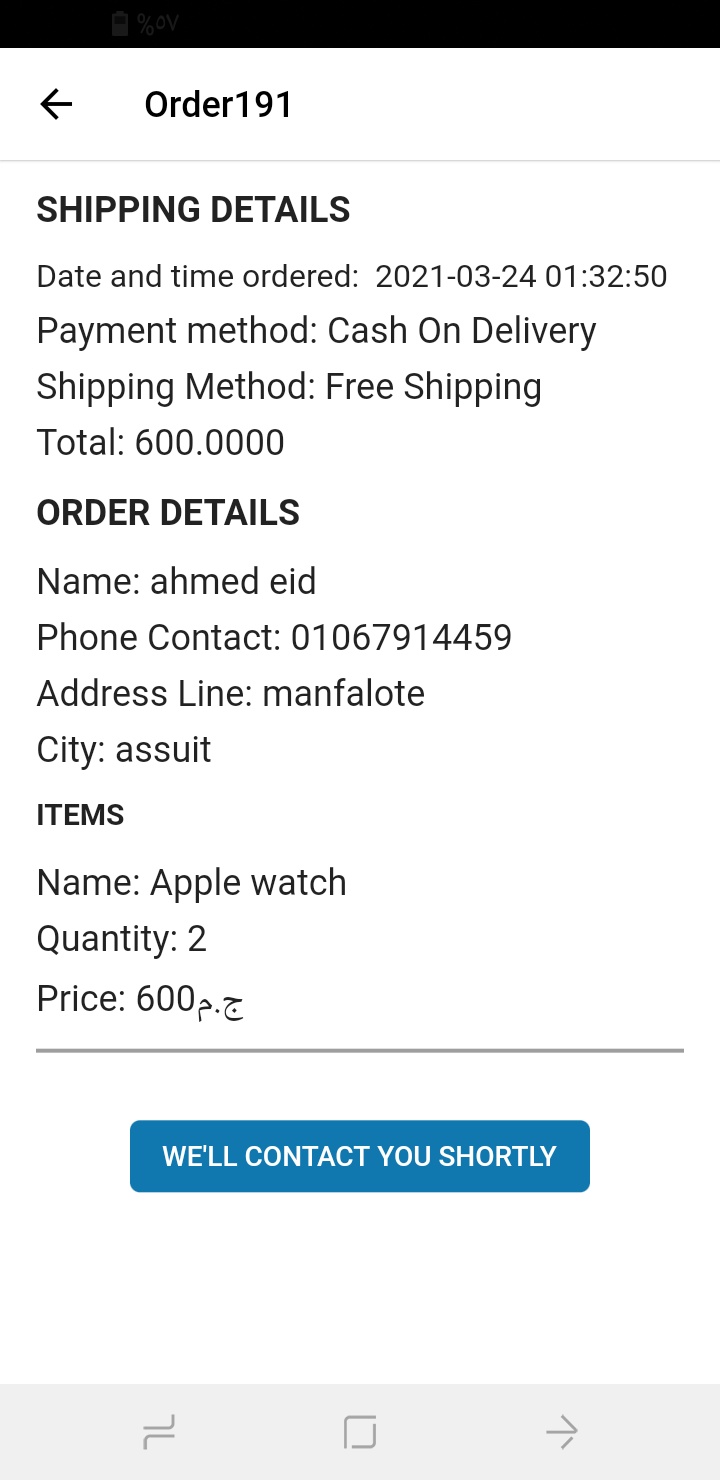 %٥٧
Order191
SHIPPING DETAILS
Date and time ordered: 2021-03-24 01:32:50
Payment method: Cash On Delivery
Shipping Method: Free Shipping
Total: 600.0000
ORDER DETAILS
Name: ahmed eid
Phone Contact: 01067914459
Address Line: manfalote
City: assuit
ITEMS
Name: Apple watch
Quantity: 2
Price: 600ج.م
WE'LL CONTACT YOU SHORTLY